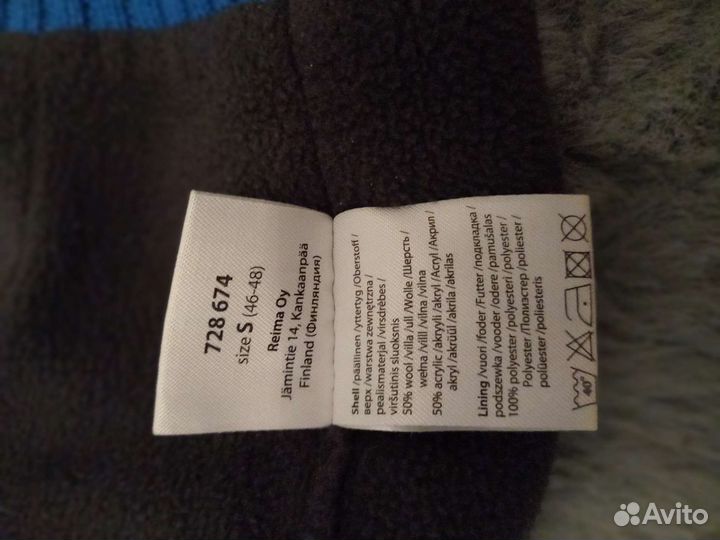 728 674
size S (46-48)
Reima Oy
Jämintie 14, Kankaanpää
Finland (Финляндия)
Shell /päällinen /yttertyg /Oberstoff /
верх /warstwa zewnętrzna /
pealismaterjal /virsdrēbes /
viršutinis sluoksnis
50% wool /villa /ull /Wolle /Шерсть /
wełna /vill /vilna /vilna
50% acrylic /akryyli /akryl /Acryl /Акрил /
akryl /akrüül /akrila /akrilas
Lining /vuori /foder /Futter /подкладка /
podszewka /vooder /odere /pamušalas
100% polyester /polyesteri /polyester /
Polyester /Полиэстер /poliester /
polüester /poliesteris
40°
Avito